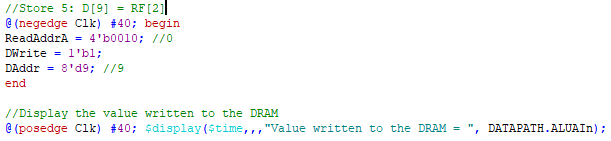 //Store 5: D[9] = RF[2]
@(negedge Clk) #40; begin
ReadAddrA = 4'b0010; //0
DWrite = 1'b1;
DAddr = 8'd9; //9
end

//Display the value written to the DRAM
@(posedge Clk) #40; $display($time,,,"Value written to the DRAM = ", DATAPATH.ALUAIn);